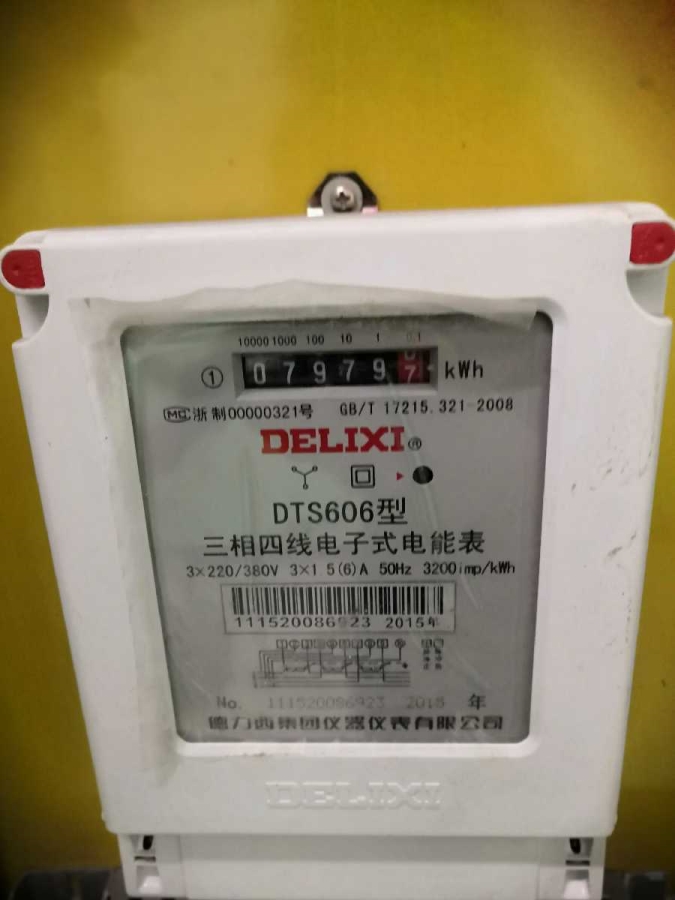 10000 1000 100 10 1 0.1
① 079797 kWh
MC 浙制00000321号 GB/T 17215.321-2008
DELIXI®
DTS606型
三相四线电子式电能表
3×220/380V 3×1.5(6)A 50Hz 3200imp/kWh
111520086923 2015年
No. 111520086923 2015 年
德力西集团仪器仪表有限公司
DELIXI